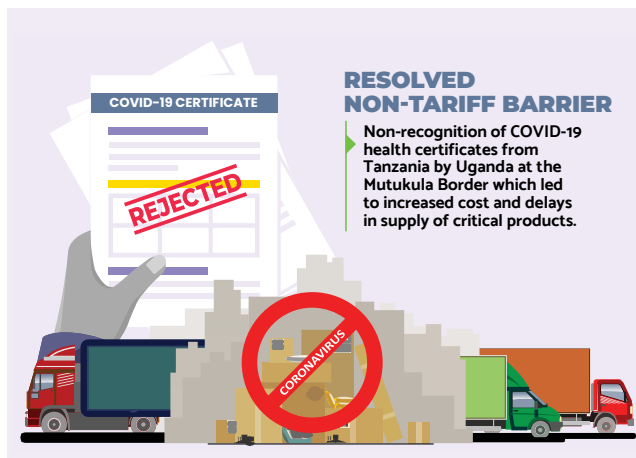 COVID-19 CERTIFICATE
REJECTED
RESOLVED
NON-TARIFF BARRIER
Non-recognition of COVID-19
health certificates from
Tanzania by Uganda at the
Mutukula Border which led
to increased cost and delays
in supply of critical products.
CORONAVIRUS